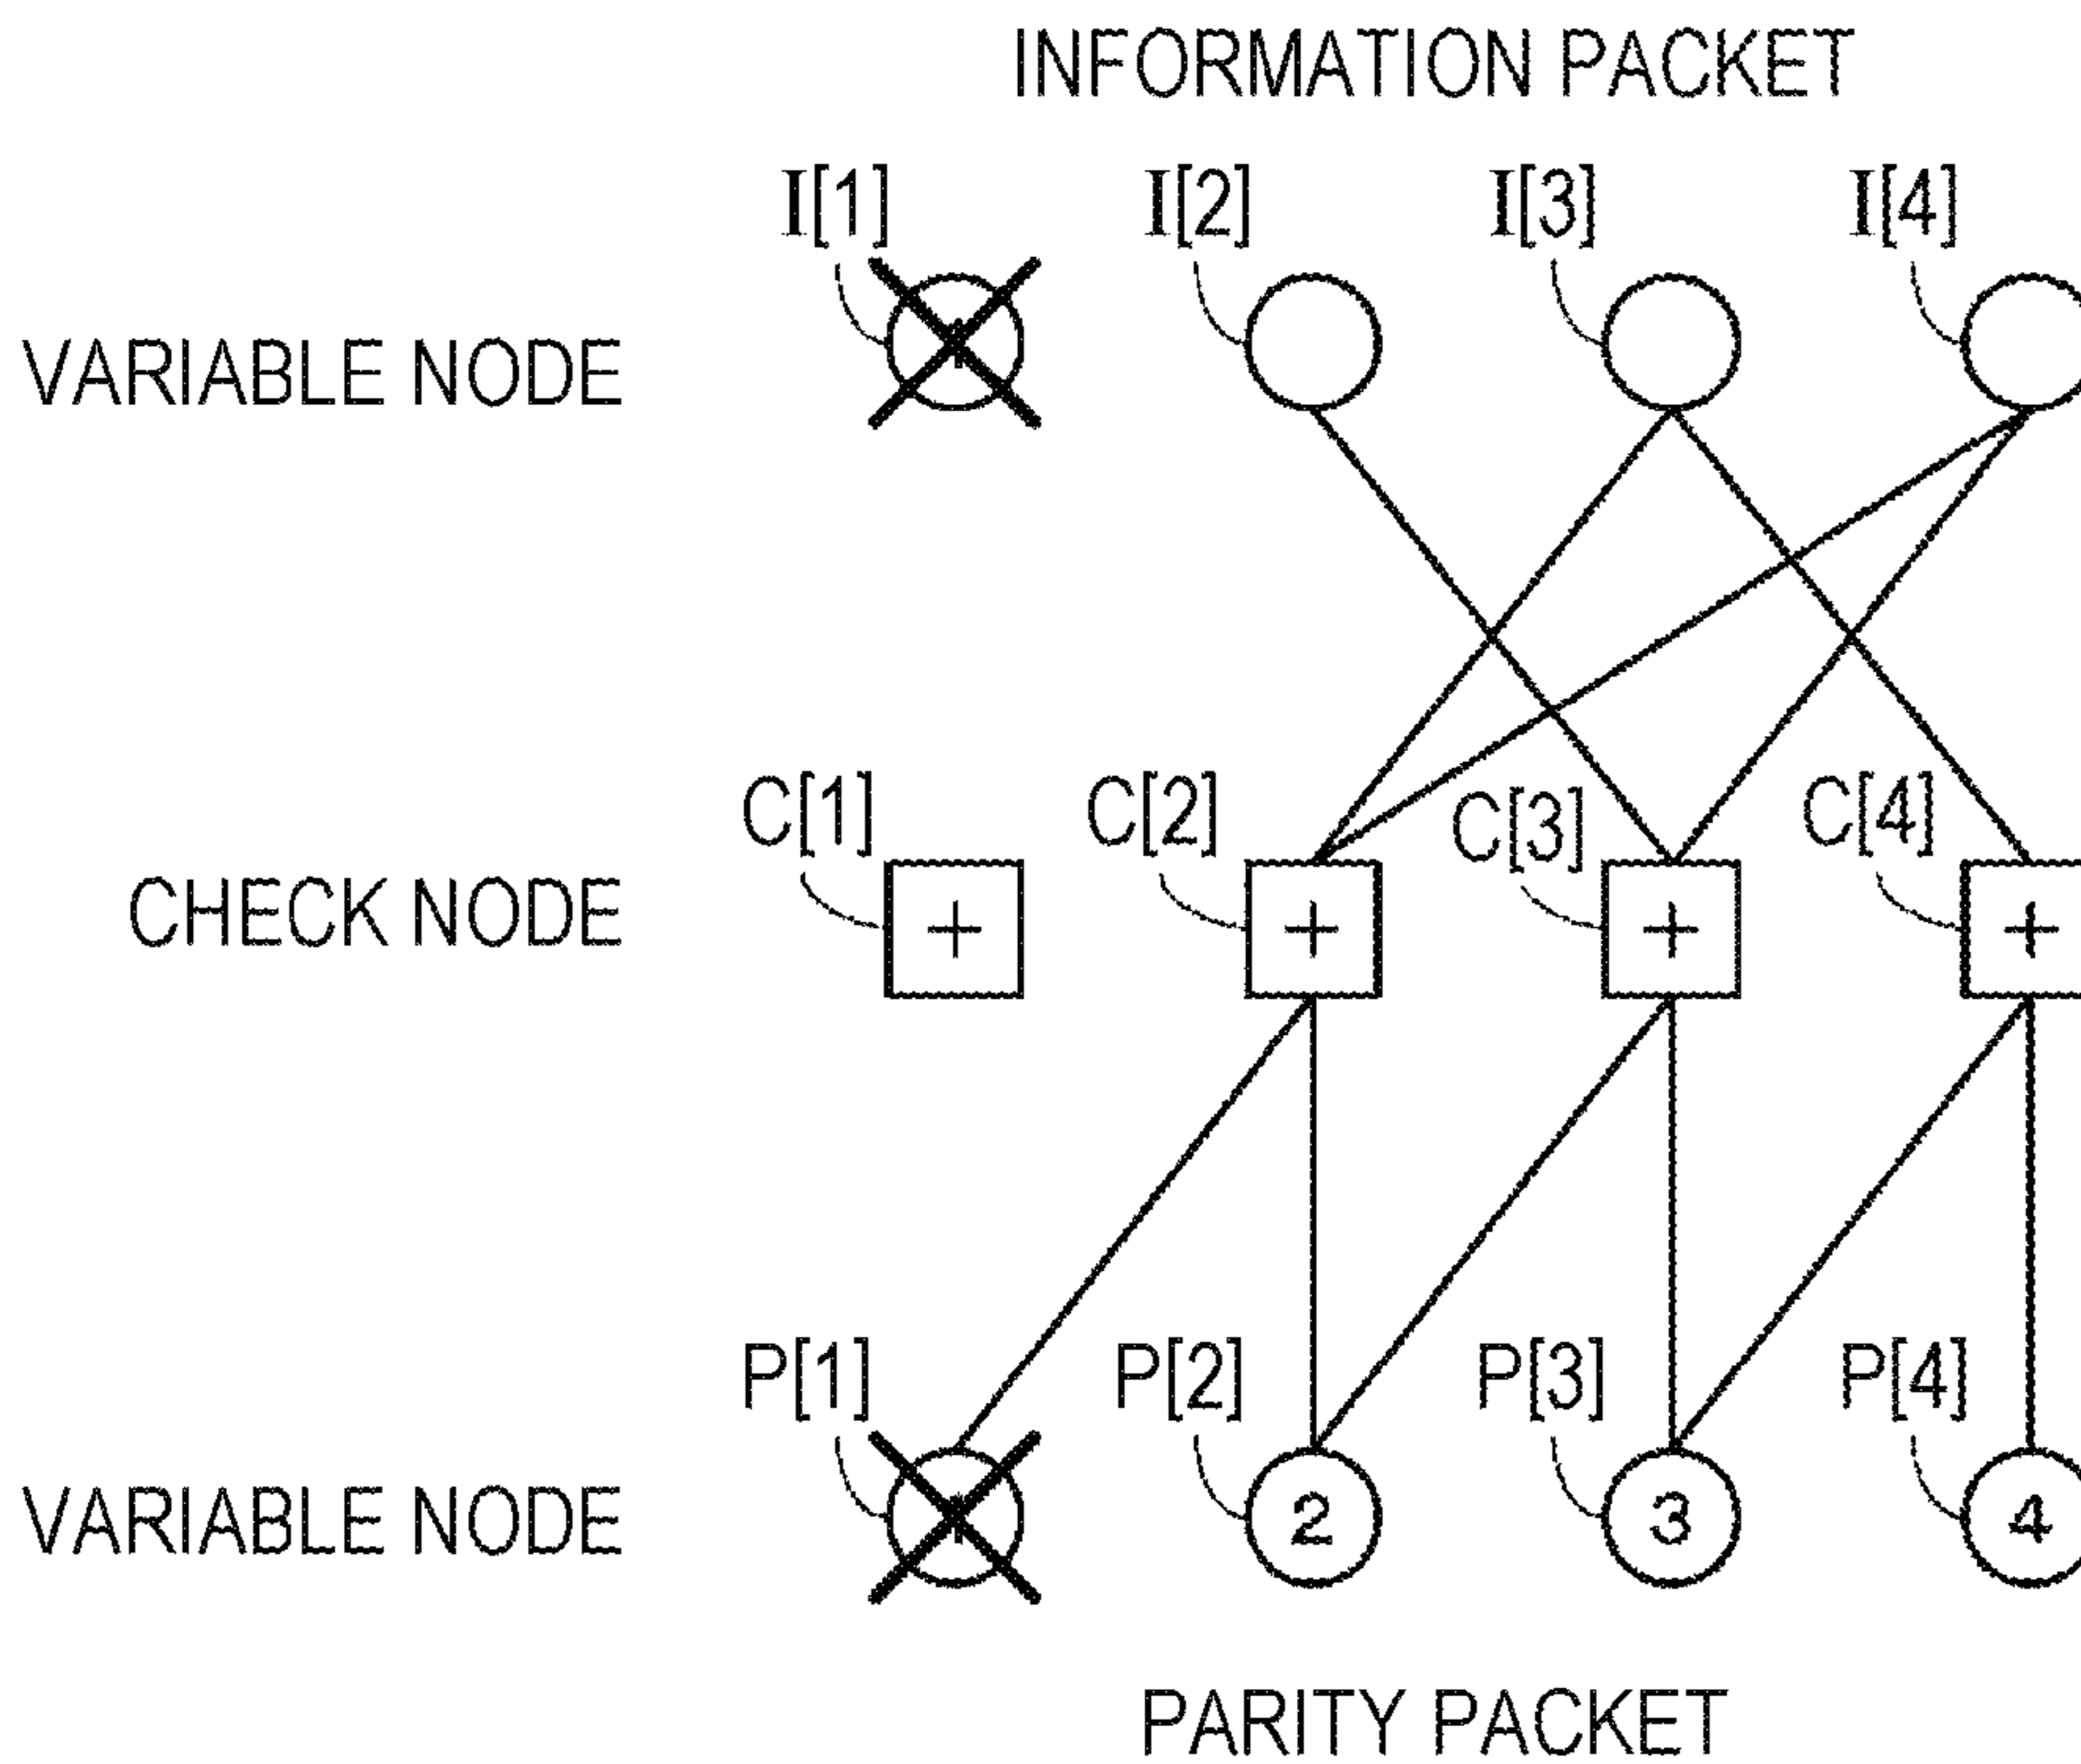 INFORMATION PACKET
I[1] I[2] I[3] I[4]
VARIABLE NODE
C[1] C[2] C[3] C[4]
CHECK NODE
+ + + +
P[1] P[2] P[3] P[4]
VARIABLE NODE
2 3 4
PARITY PACKET